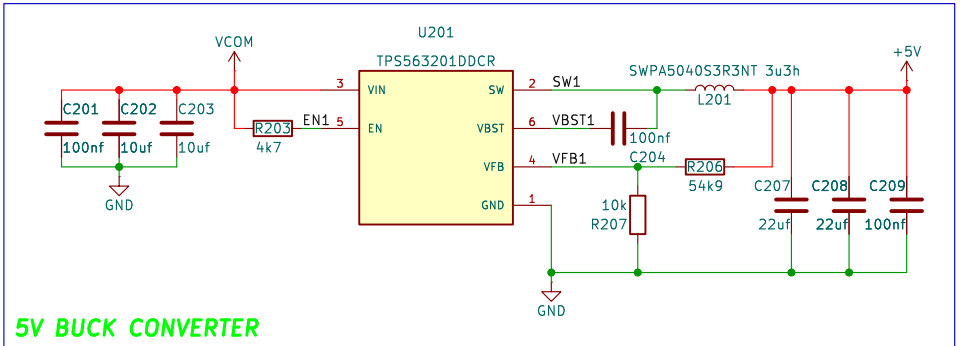 U201
TPS563201DDCR
VCOM
+5V
SWPA5040S3R3NT 3u3h
L201
3 VIN
SW 2 SW1
C201
100nf
C202
10uf
C203
10uf
R203
4k7
EN1
5 EN
VBST 6 VBST1
100nf
C204
VFB 4 VFB1
R206
54k9
GND 1
10k
R207
C207
22uf
C208
22uf
C209
100nf
GND
GND
5V BUCK CONVERTER